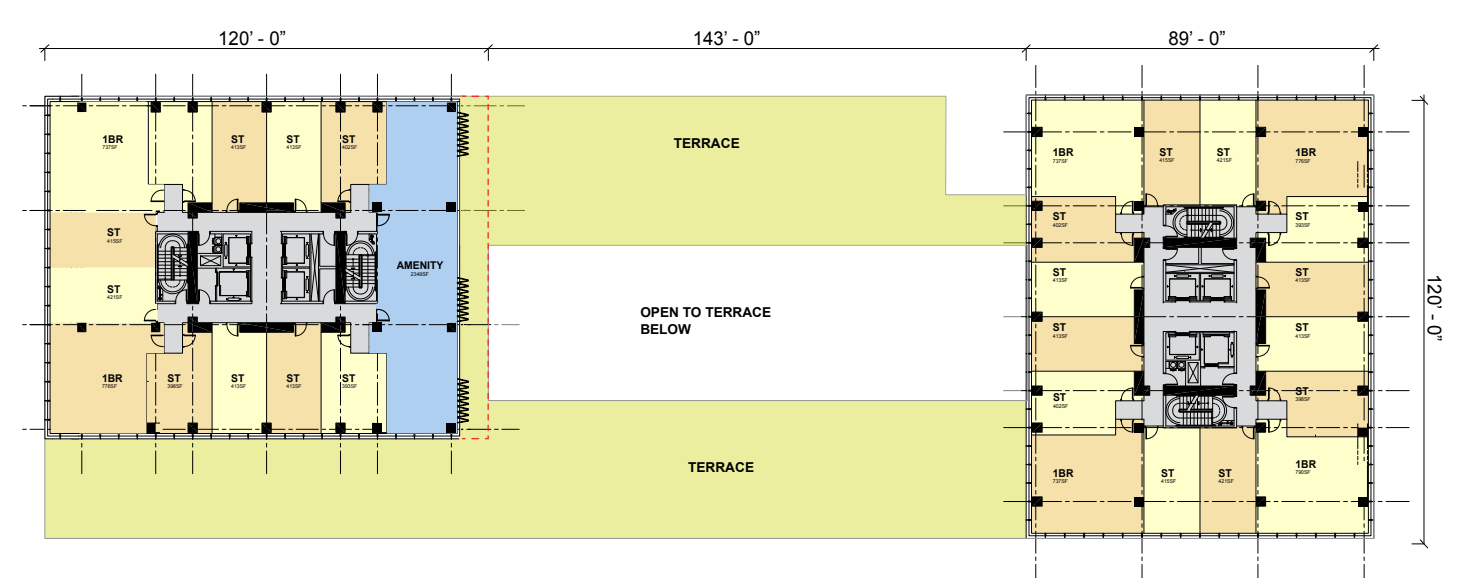 120' - 0"
143' - 0"
89' - 0"
1BR
737SF
ST
413SF
ST
413SF
ST
402SF
TERRACE
1BR
737SF
ST
415SF
ST
421SF
1BR
776SF
ST
415SF
AMENITY
2349SF
ST
402SF
ST
393SF
ST
421SF
OPEN TO TERRACE
BELOW
ST
413SF
ST
413SF
120' - 0"
ST
413SF
ST
413SF
1BR
776SF
ST
398SF
ST
413SF
ST
413SF
ST
393SF
ST
402SF
ST
398SF
TERRACE
1BR
737SF
ST
415SF
ST
421SF
1BR
790SF